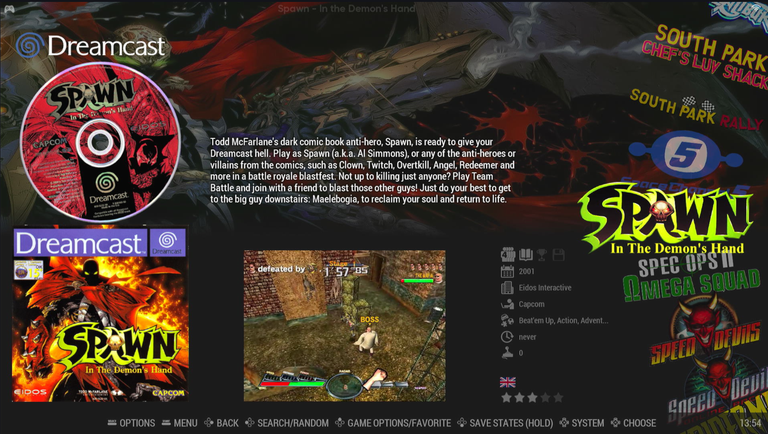 Spawn - In the Demon's Hand
Dreamcast
SPAWN
In The Demon's Hand
CAPCOM
Dreamcast
Todd McFarlane's dark comic book anti-hero, Spawn, is ready to give your
Dreamcast hell. Play as Spawn (a.k.a. Al Simmons), or any of the anti-heroes or
villains from the comics, such as Clown, Twitch, Overtkill, Angel, Redeemer and
more in a battle royale blastfest. Not up to killing just anyone? Play Team
Battle and join with a friend to blast those other guys! Just do your best to get
to the big guy downstairs: Maelebogia, to reclaim your soul and return to life.
SOUTH PARK
CHEF'S LUV SHACK
SOUTH PARK RALLY
5
SPAWN
In The Demon's Hand
SPEC OPS II
ΩMEGA SQUAD
SPEED DEVILS
Speed Devils
Dreamcast
SPAWN
In The Demon's Hand
EIDOS
CAPCOM
defeated by
1'57"85
BOSS
2001
Eidos Interactive
Capcom
Beat'em Up, Action, Advent...
never
0
OPTIONS
MENU
BACK
SEARCH/RANDOM
GAME OPTIONS/FAVORITE
SAVE STATES (HOLD)
SYSTEM
CHOOSE
13:54